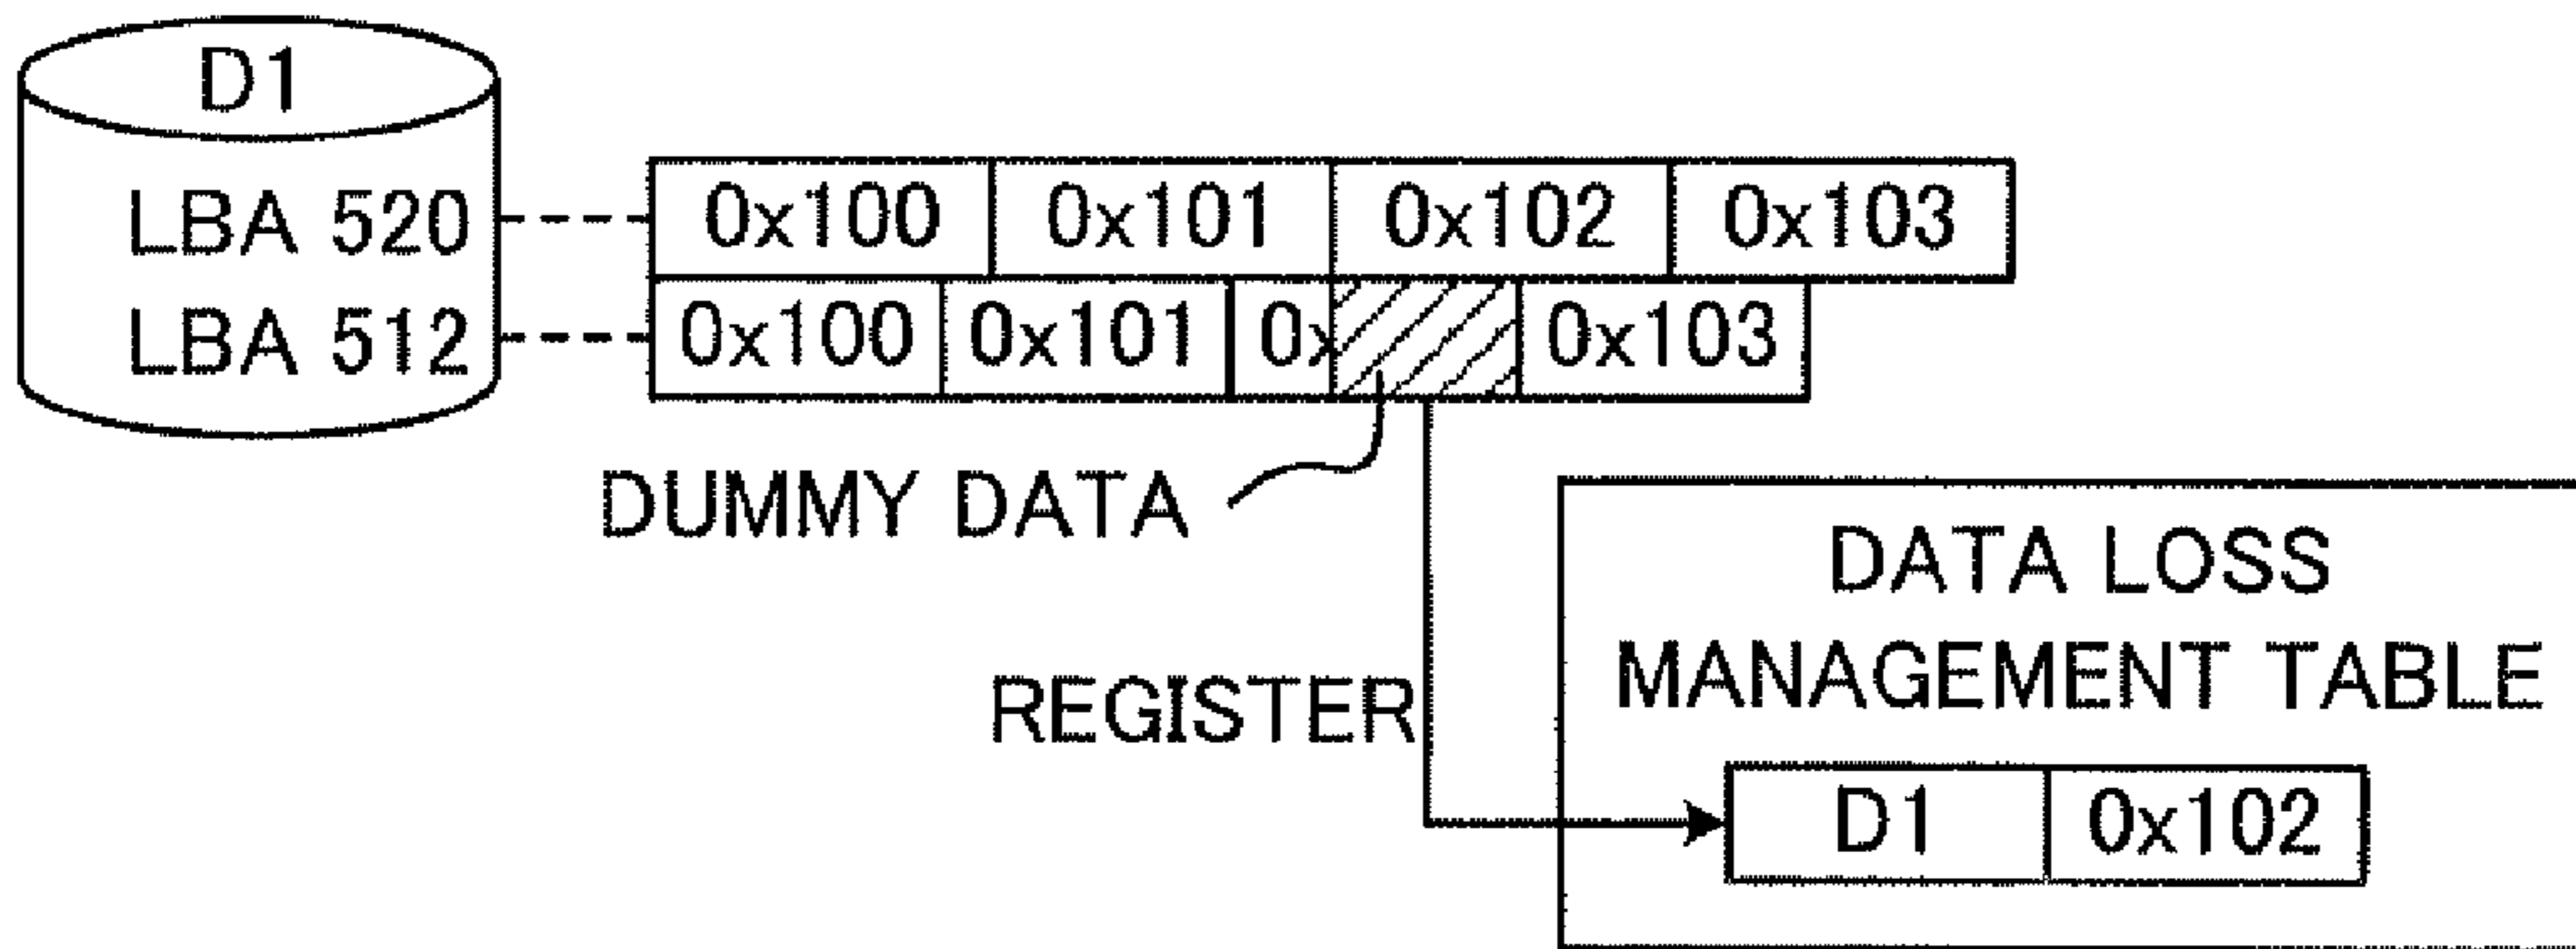 D1
LBA 520
0x100 0x101 0x102 0x103
LBA 512
0x100 0x101 0x 0x103
DUMMY DATA
REGISTER
DATA LOSS
MANAGEMENT TABLE
D1 0x102